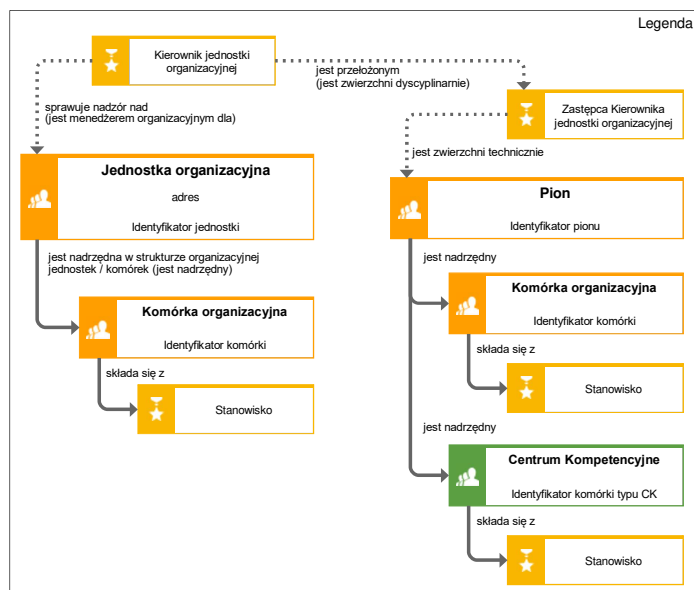 Legenda
Kierownik jednostki
organizacyjnej
jest przełożonym
(jest zwierzchni dyscyplinarnie)
sprawuje nadzór nad
(jest menedżerem organizacyjnym dla)
Zastępca Kierownika
jednostki organizacyjnej
jest zwierzchni technicznie
Jednostka organizacyjna
adres
Identyfikator jednostki
Pion
Identyfikator pionu
jest nadrzędna w strukturze organizacyjnej
jednostek / komórek (jest nadrzędny)
jest nadrzędny
Komórka organizacyjna
Identyfikator komórki
Komórka organizacyjna
Identyfikator komórki
składa się z
Stanowisko
składa się z
Stanowisko
jest nadrzędny
Centrum Kompetencyjne
Identyfikator komórki typu CK
składa się z
Stanowisko